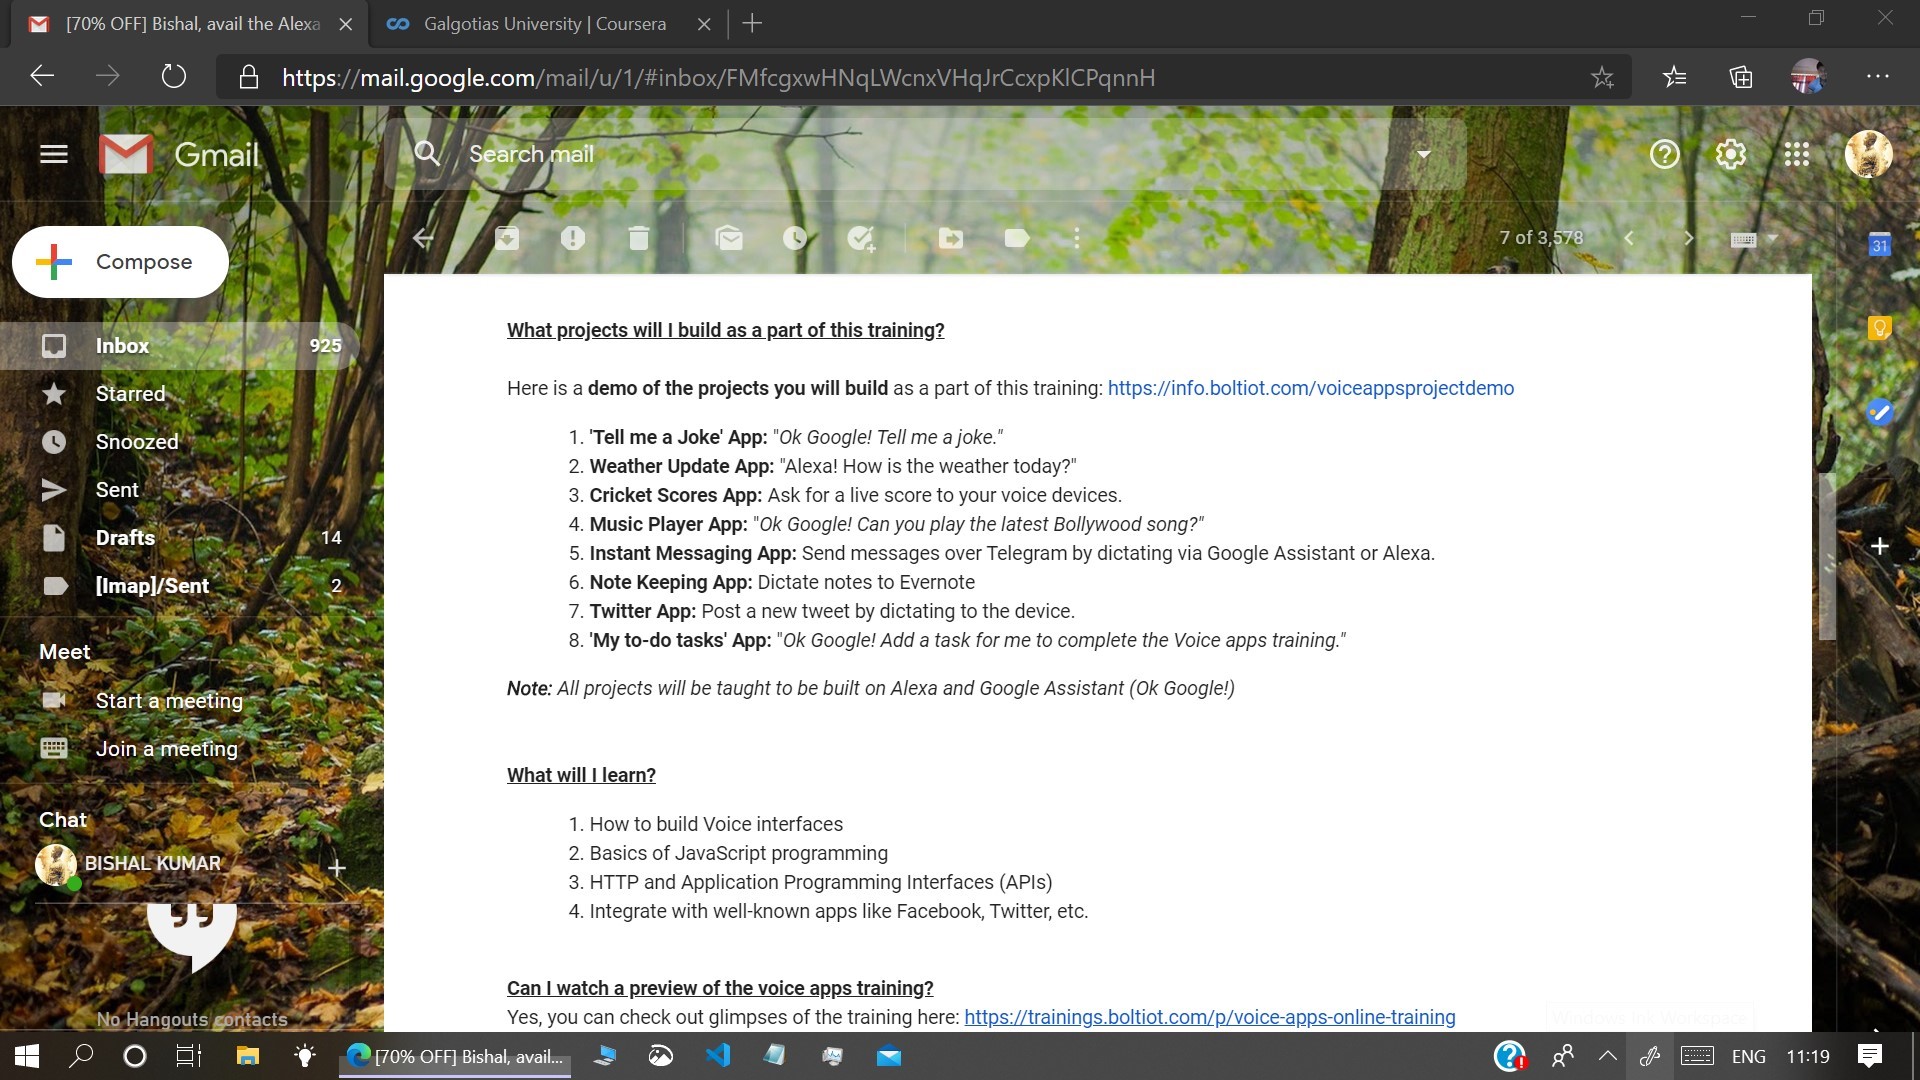 [70% OFF] Bishal, avail the Alexa
Galgotias University | Coursera
https://mail.google.com/mail/u/1/#inbox/FMfcgxwHNqLWcnxVHqJrCcxpKlCPqnnH
Gmail
Search mail
7 of 3,578
31
Compose
Inbox 925
Starred
Snoozed
Sent
Drafts 14
[Imap]/Sent 2
Meet
Start a meeting
Join a meeting
Chat
BISHAL KUMAR
No Hangouts contacts
What projects will I build as a part of this training?
Here is a demo of the projects you will build as a part of this training: https://info.boltiot.com/voiceappsprojectdemo
1. 'Tell me a Joke' App: "Ok Google! Tell me a joke."
2. Weather Update App: "Alexa! How is the weather today?"
3. Cricket Scores App: Ask for a live score to your voice devices.
4. Music Player App: "Ok Google! Can you play the latest Bollywood song?"
5. Instant Messaging App: Send messages over Telegram by dictating via Google Assistant or Alexa.
6. Note Keeping App: Dictate notes to Evernote
7. Twitter App: Post a new tweet by dictating to the device.
8. 'My to-do tasks' App: "Ok Google! Add a task for me to complete the Voice apps training."
Note: All projects will be taught to be built on Alexa and Google Assistant (Ok Google!)
What will I learn?
1. How to build Voice interfaces
2. Basics of JavaScript programming
3. HTTP and Application Programming Interfaces (APIs)
4. Integrate with well-known apps like Facebook, Twitter, etc.
Can I watch a preview of the voice apps training?
Yes, you can check out glimpses of the training here: https://trainings.boltiot.com/p/voice-apps-online-training
Windows Ink Workspace
[70% OFF] Bishal, avail...
ENG
11:19